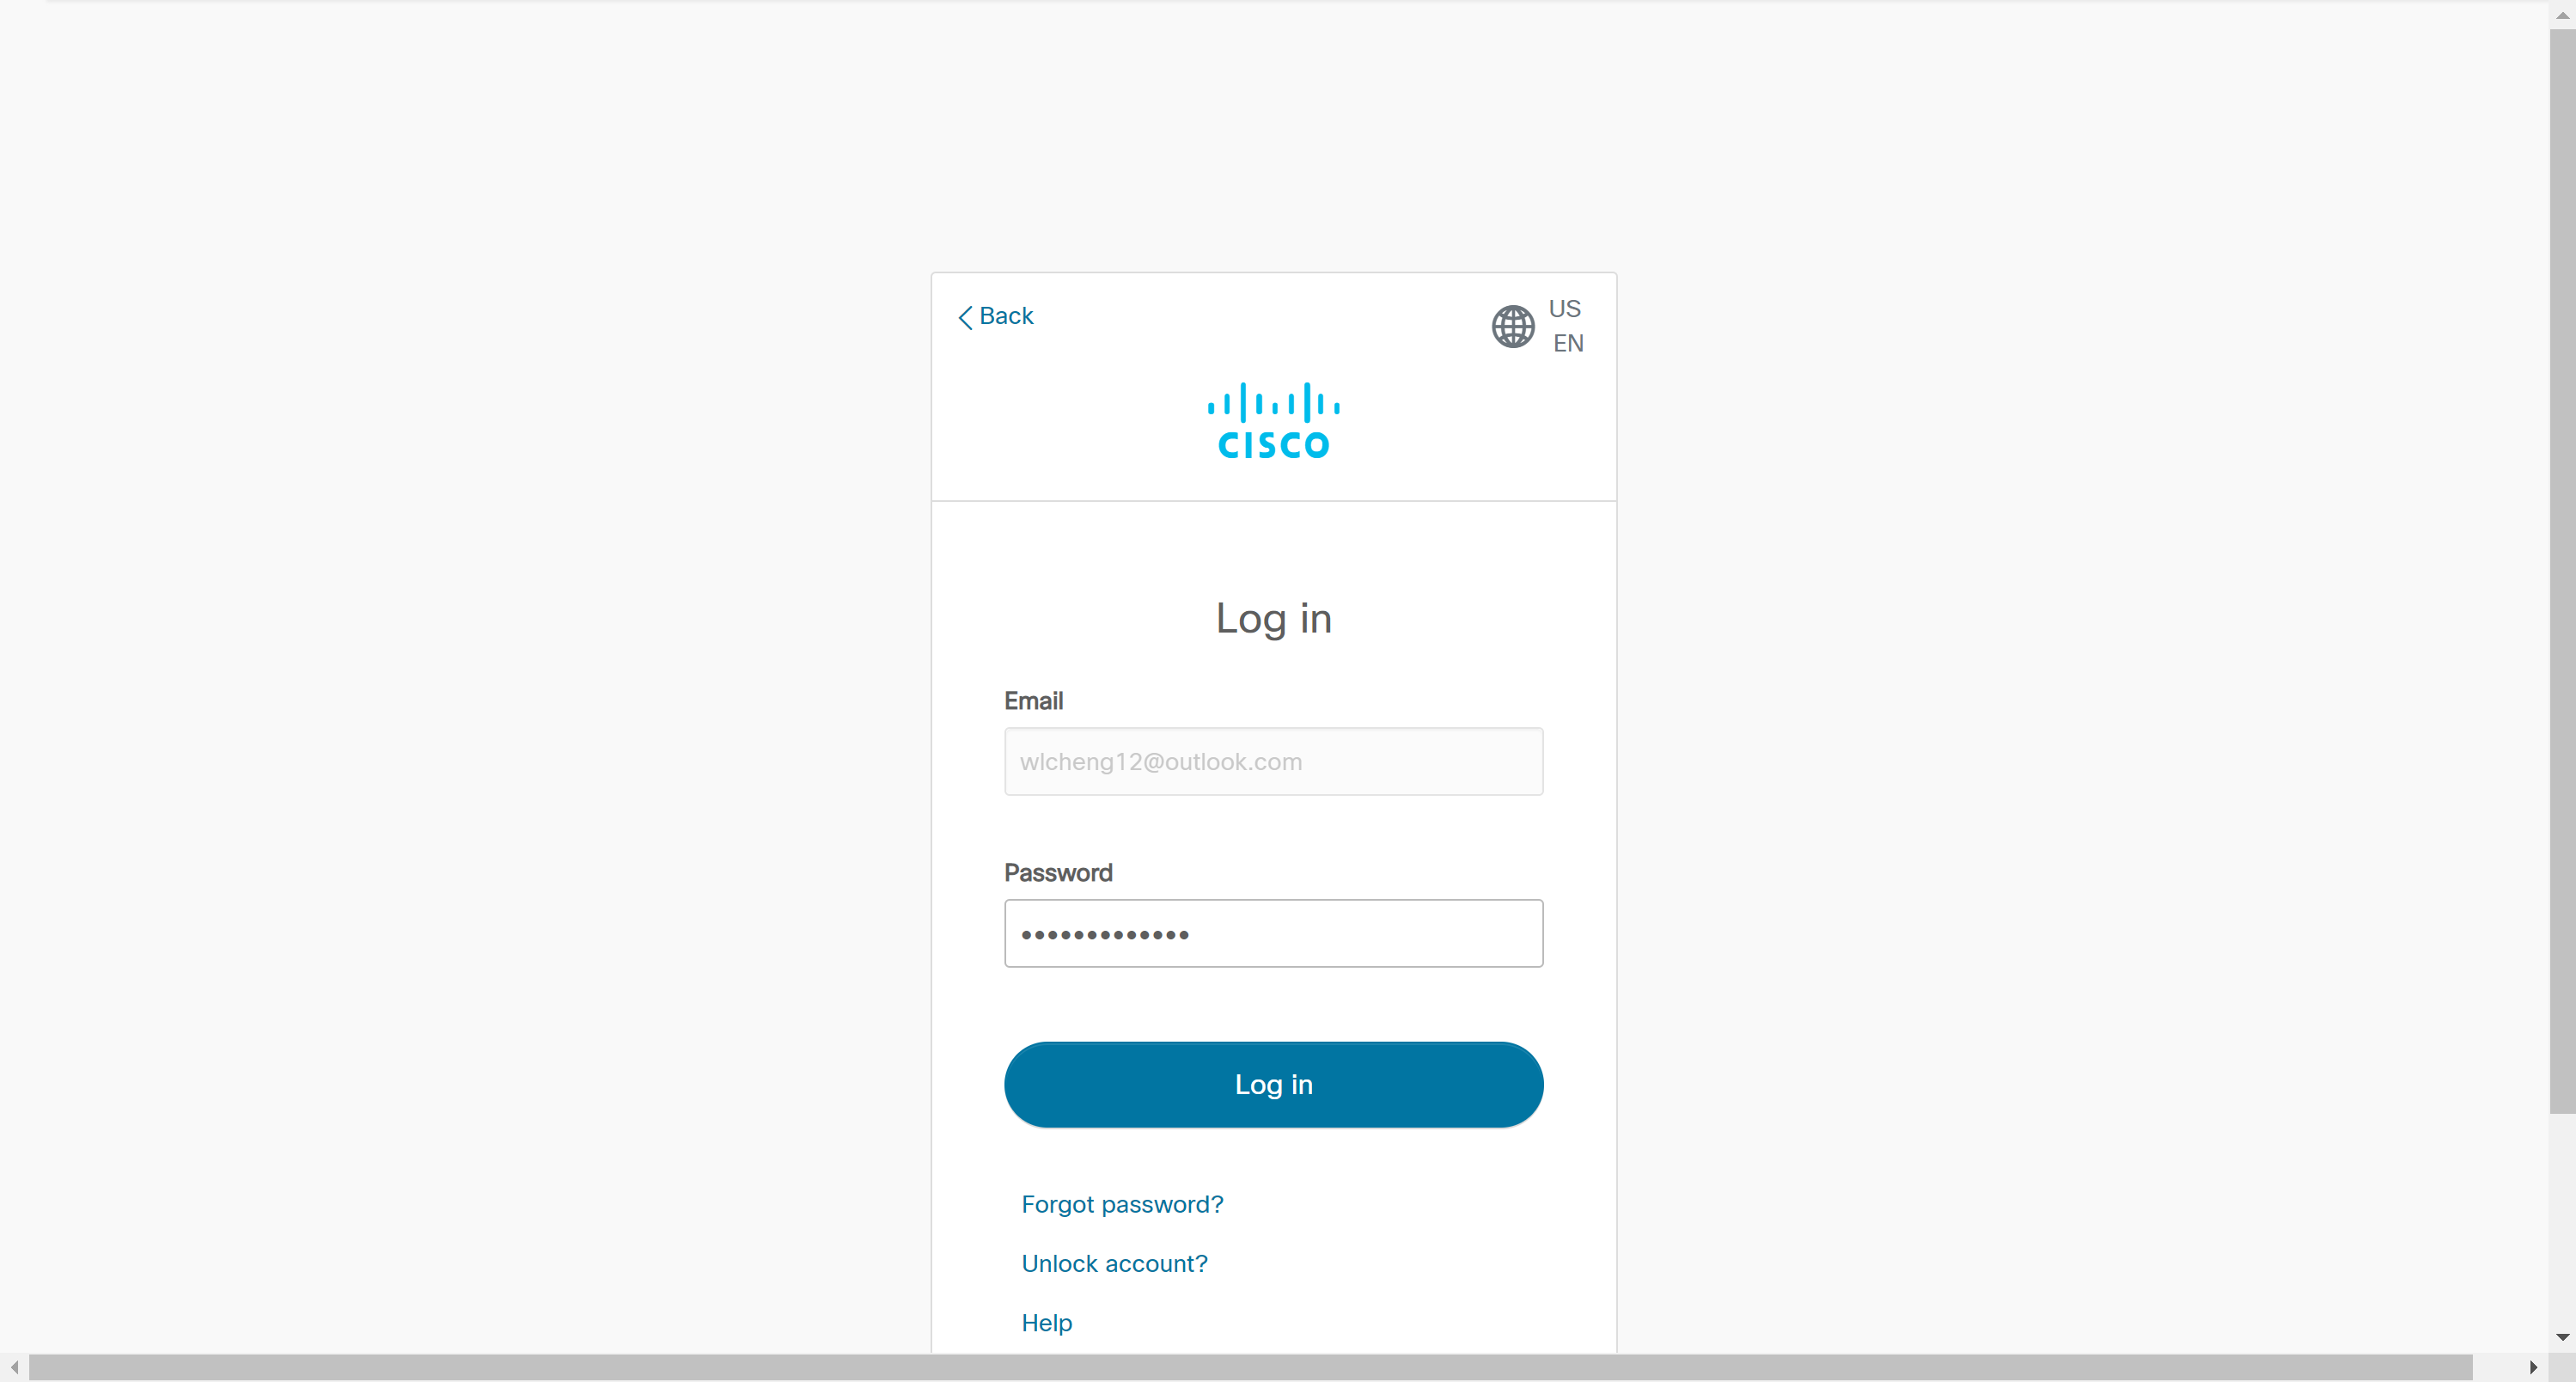 Back
US
EN
CISCO
Log in
Email
wlcheng12@outlook.com
Password
•••••••••••••
Log in
Forgot password?
Unlock account?
Help